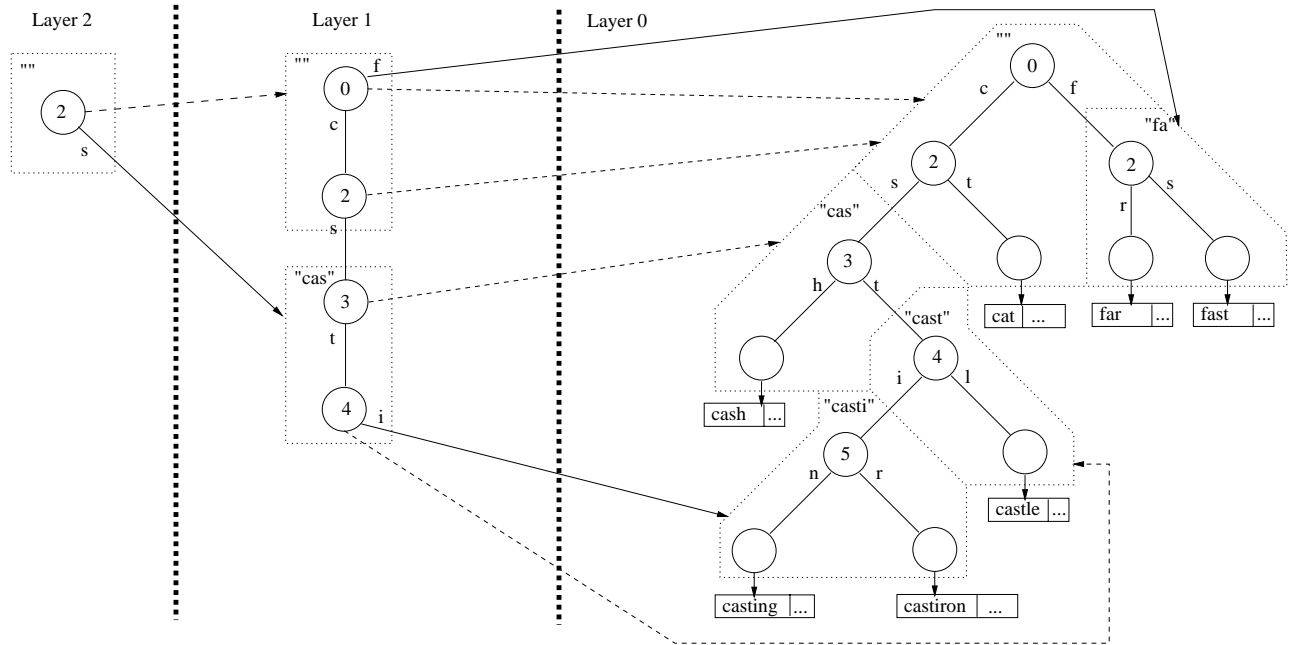 Layer 2
""
2
s
Layer 1
""
f
0
c
2
s
"cas"
3
t
4
i
Layer 0
""
0
c
f
"fa"
2
2
s
t
r
s
"cas"
3
h
t
cat ...
far ...
fast ...
"cast"
4
i
l
cash ...
"casti"
5
n
r
castle ...
casting ...
castiron ...